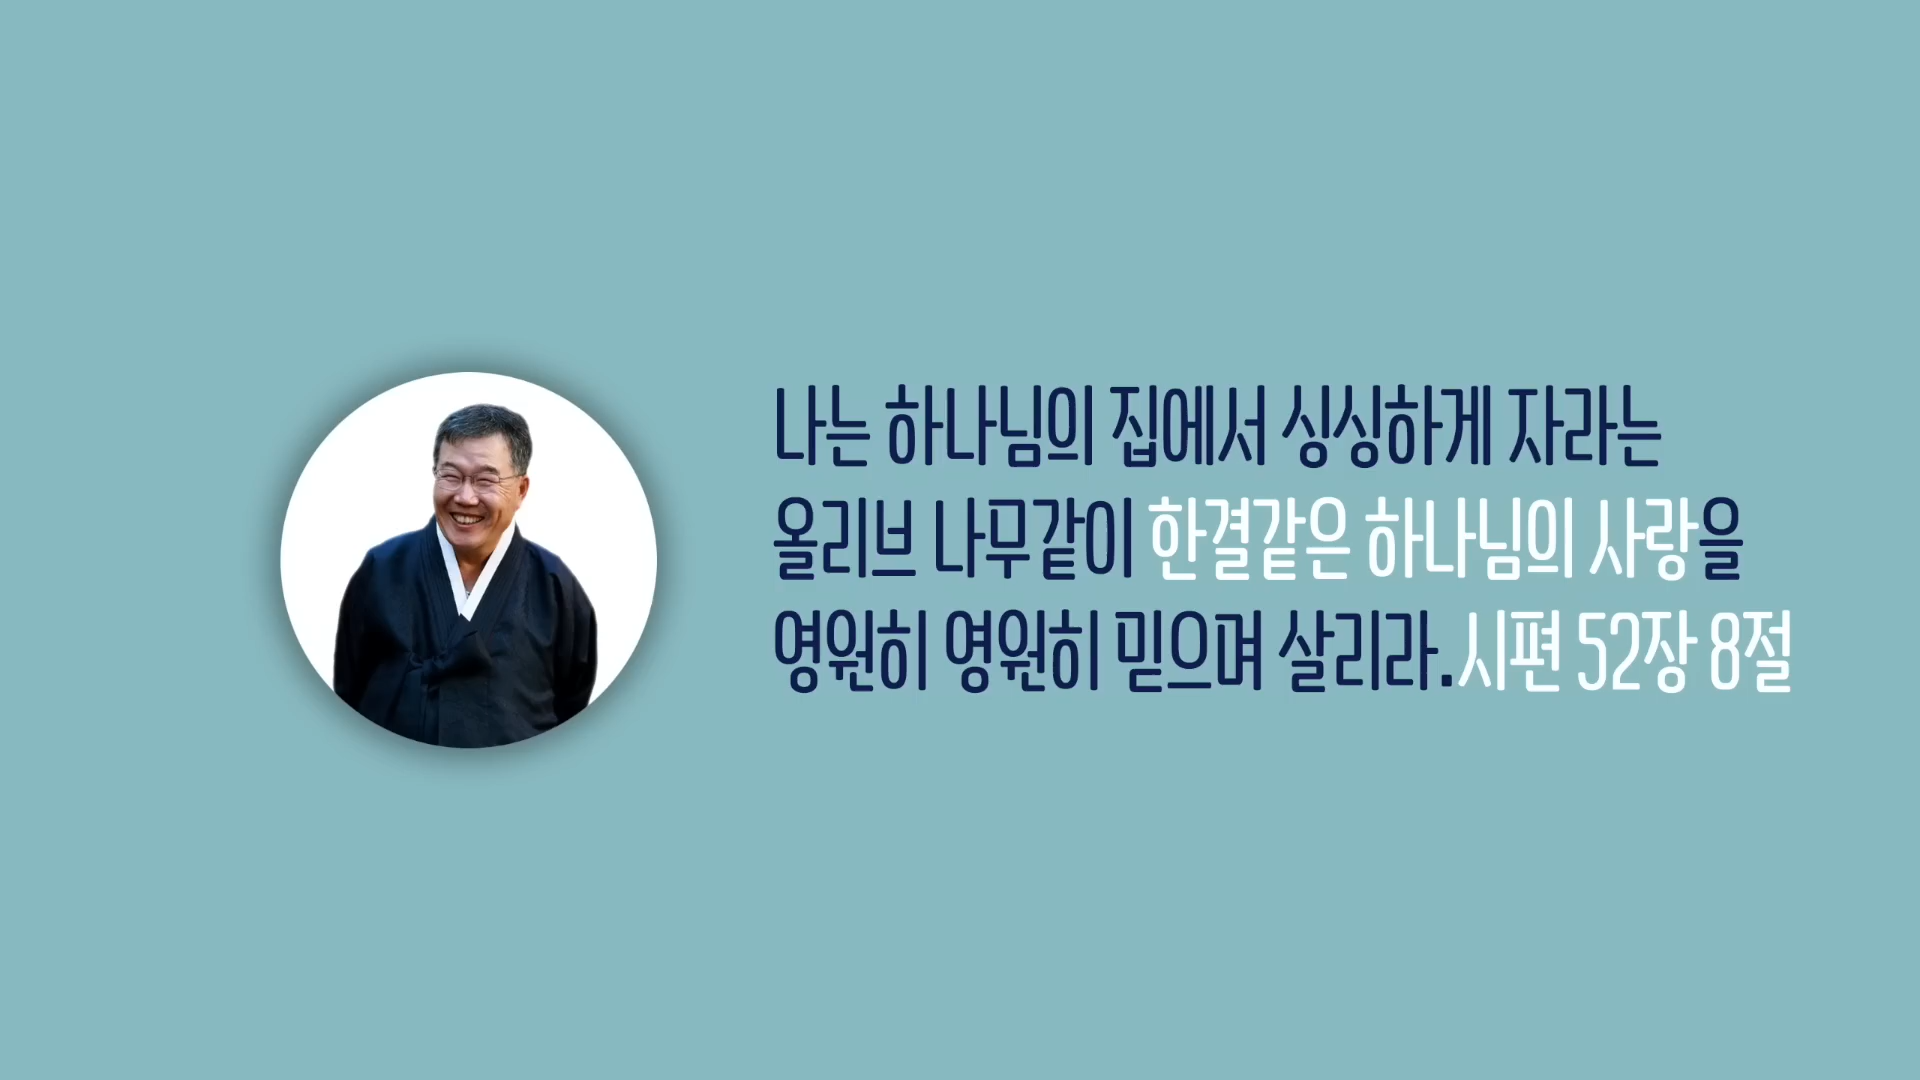 나는 하나님의 집에서 싱싱하게 자라는
올리브 나무같이 한결같은 하나님의 사랑을
영원히 영원히 믿으며 살리라.시편 52장 8절